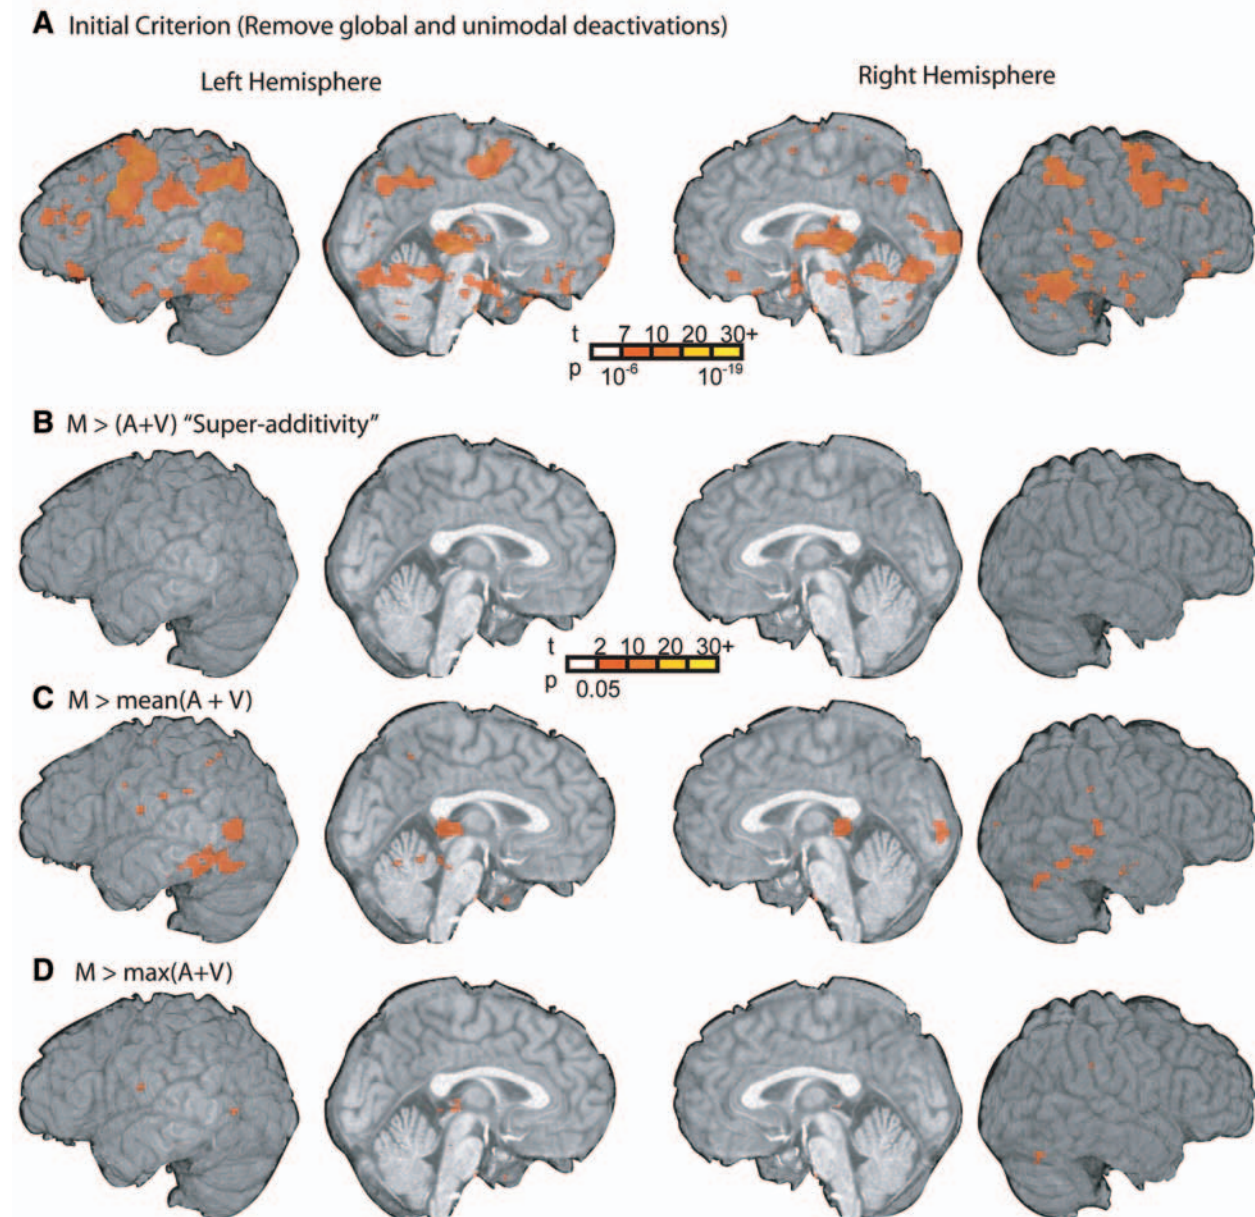 A Initial Criterion (Remove global and unimodal deactivations)
Left Hemisphere
Right Hemisphere
t 7 10 20 30+
p 10⁻⁶ 10⁻¹⁹
B M > (A+V) “Super-additivity”
t 2 10 20 30+
p 0.05
C M > mean(A + V)
D M > max(A+V)